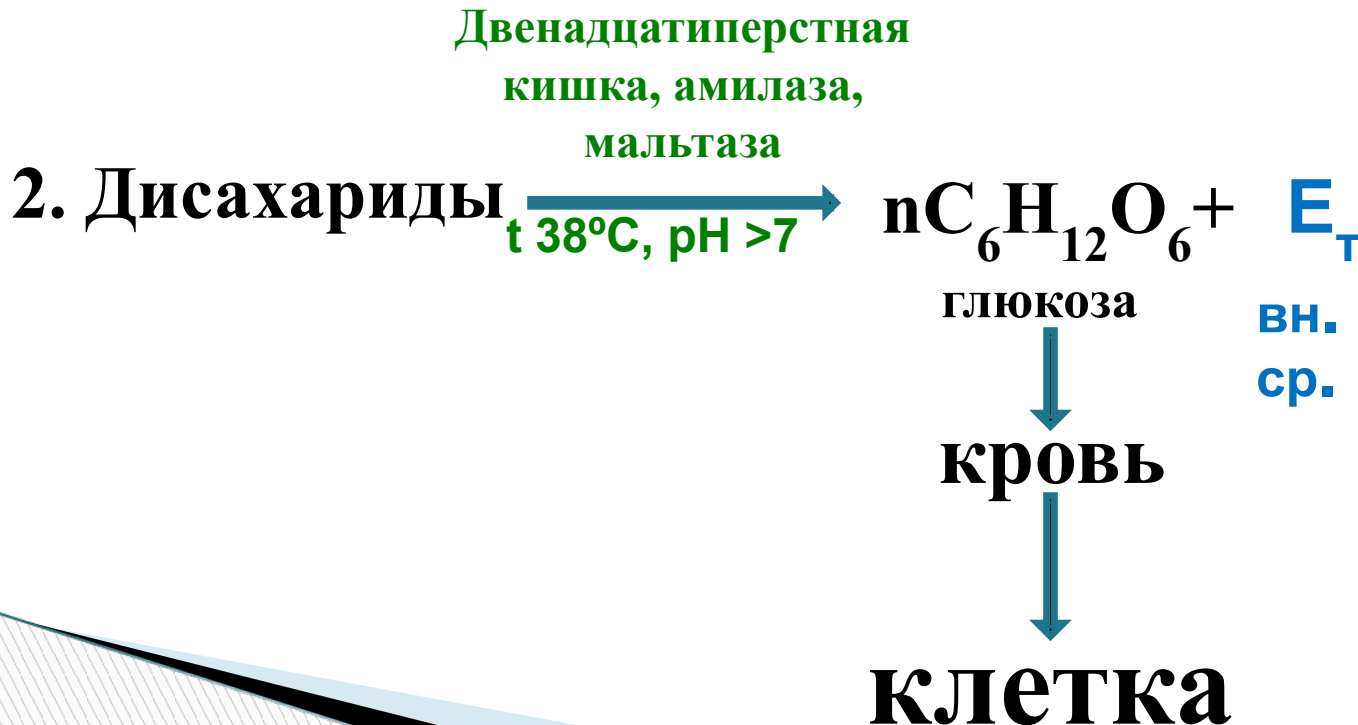 Двенадцатиперстная
кишка, амилаза,
мальтаза
2. Дисахариды
t 38ºC, pH >7
nC₆H₁₂O₆+ Eт
глюкоза
вн.
ср.
кровь
клетка